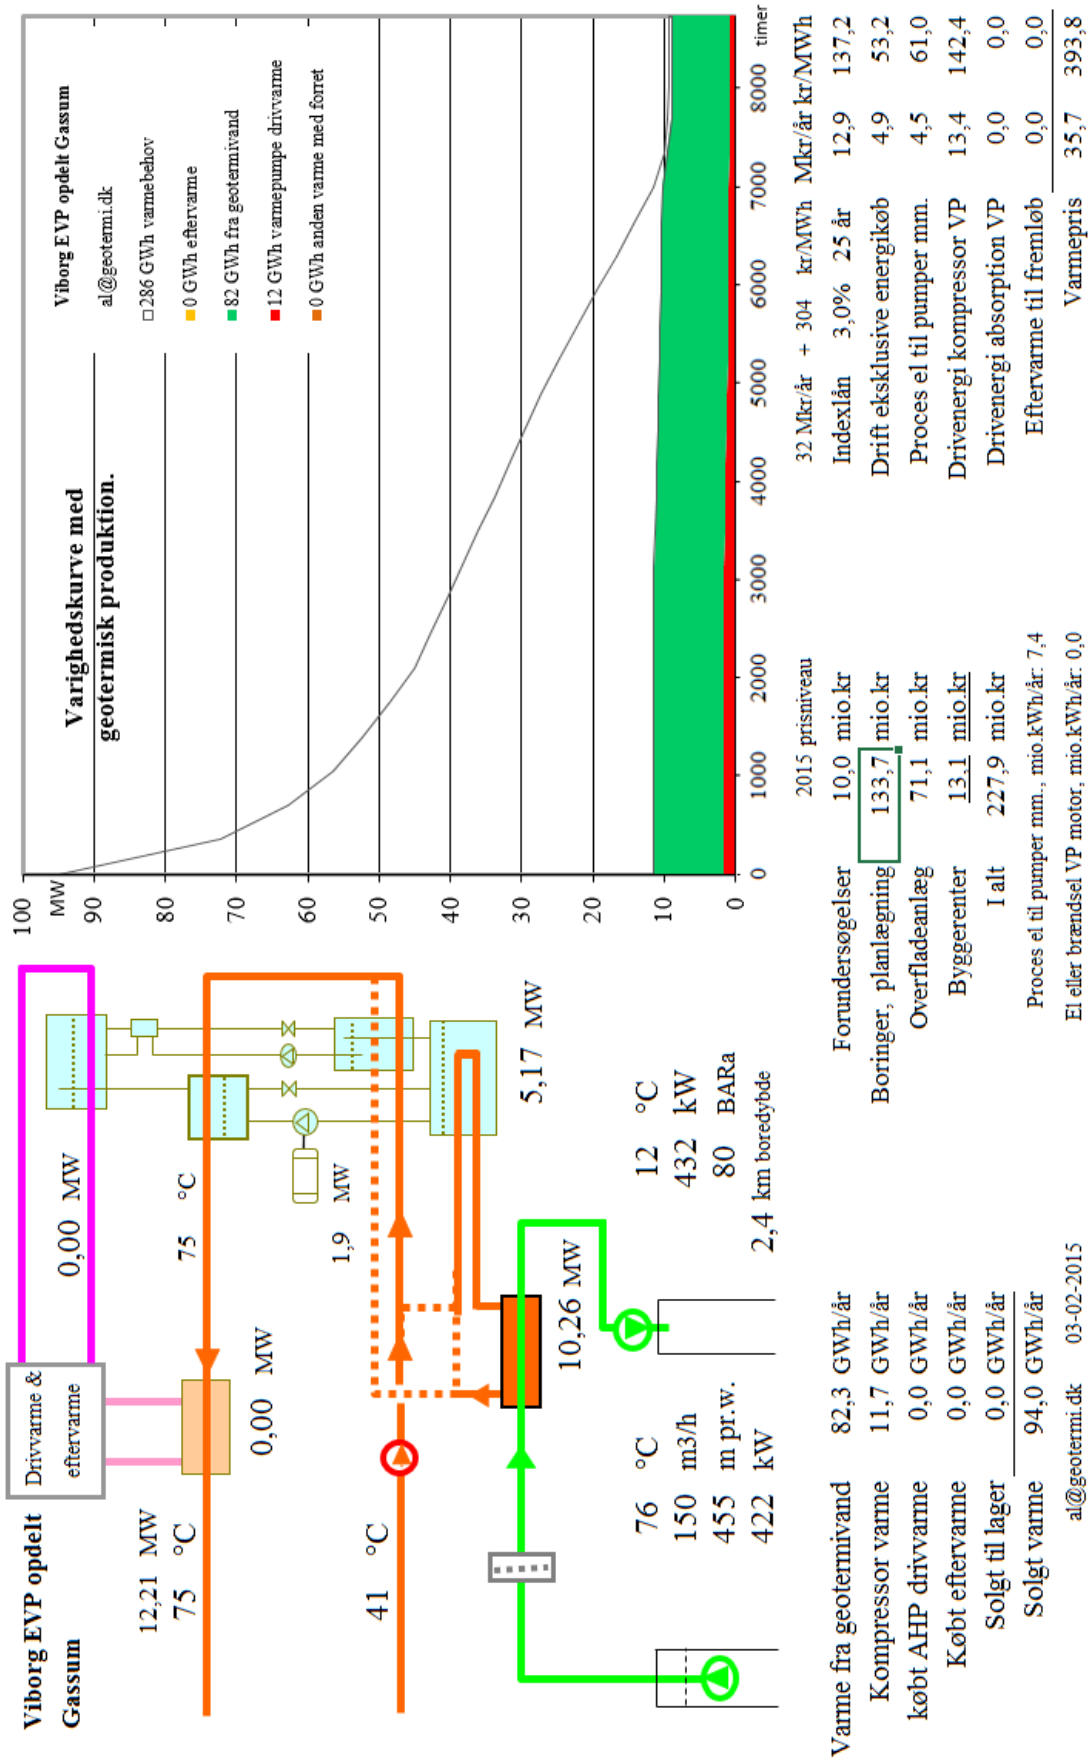 Viborg EVP opdelt
Gassum
Drivvarme &
eftervarme
0,00 MW
12,21 MW
75 °C
0,00 MW
75 °C
1,9 MW
41 °C
5,17 MW
10,26 MW
76 °C
150 m3/h
455 m pr.w.
422 kW
12 °C
432 kW
80 BARa
2,4 km boredybde
Varighedskurve med
geotermisk produktion.
Viborg EVP opdelt Gassum
al@geotermi.dk
286 GWh varmebehov
0 GWh eftervarme
82 GWh fra geotermivand
12 GWh varmepumpe drivvarme
0 GWh anden varme med forret
100
MW
90
80
70
60
50
40
30
20
10
0
0 1000 2000 3000 4000 5000 6000 7000 8000 timer
Varme fra geotermivand 82,3 GWh/år
Kompressor varme 11,7 GWh/år
købt AHP drivvarme 0,0 GWh/år
Købt eftervarme 0,0 GWh/år
Solgt til lager 0,0 GWh/år
Solgt varme 94,0 GWh/år
al@geotermi.dk 03-02-2015
2015 prisniveau
Forundersøgelser 10,0 mio.kr
Boringer, planlægning 133,7 mio.kr
Overfladeanlæg 71,1 mio.kr
Byggerenter 13,1 mio.kr
I alt 227,9 mio.kr
Proces el til pumper mm., mio.kWh/år: 7,4
El eller brændsel VP motor, mio.kWh/år: 0,0
32 Mkr/år + 304 kr/MWh Mkr/år kr/MWh
Indexlån 3,0% 25 år 12,9 137,2
Drift eksklusive energikøb 4,9 53,2
Proces el til pumper mm. 4,5 61,0
Drivenergi kompressor VP 13,4 142,4
Drivenergi absorption VP 0,0 0,0
Eftervarme til fremløb 0,0 0,0
Varmepris 35,7 393,8